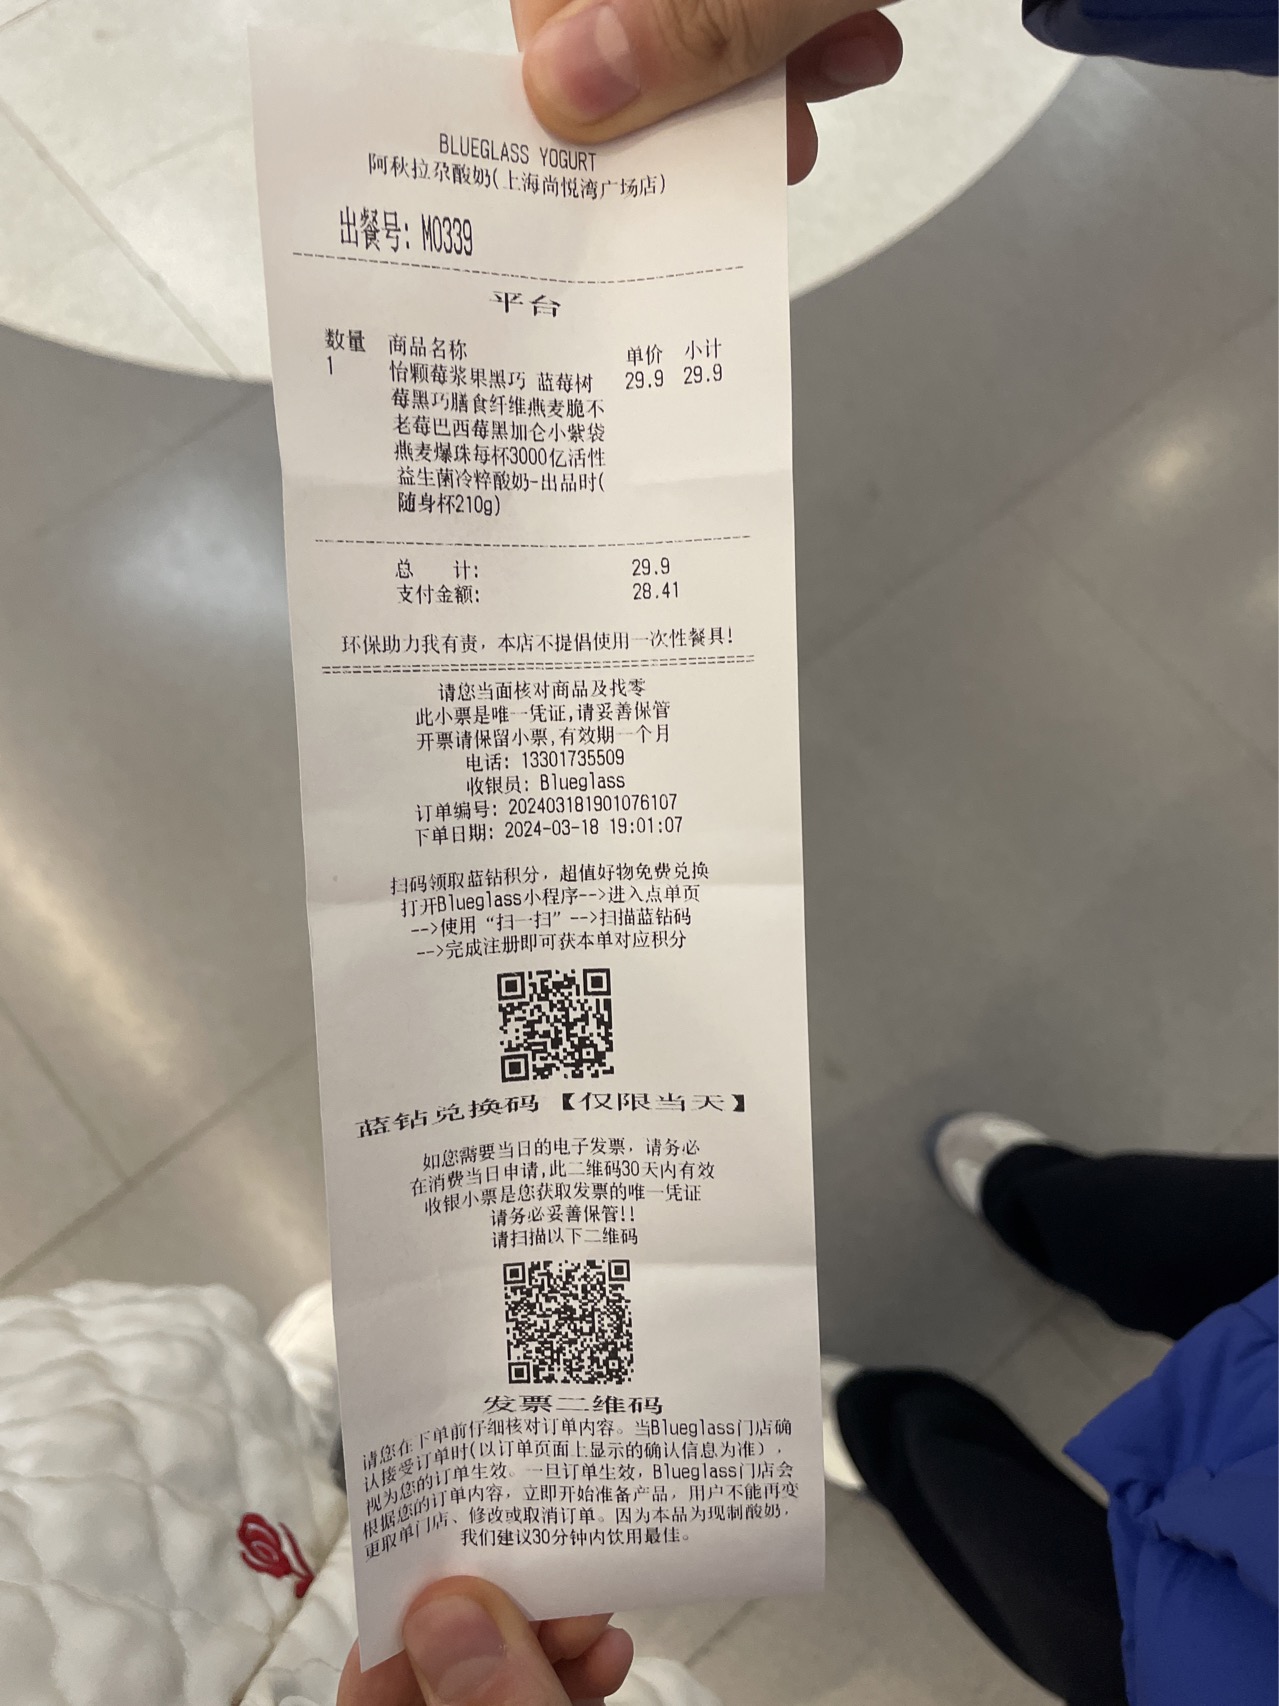 BLUEGLASS YOGURT
阿秋拉尕酸奶(上海尚悦湾广场店)
出餐号: M0339
平台
数量 商品名称 单价 小计
1 怡颗莓浆果黑巧 蓝莓树 29.9 29.9
莓黑巧膳食纤维燕麦脆不
老莓巴西莓黑加仑小紫袋
燕麦爆珠每杯3000亿活性
益生菌冷粹酸奶-出品时(
随身杯210g)
总 计: 29.9
支付金额: 28.41
环保助力我有责，本店不提倡使用一次性餐具!
请您当面核对商品及找零
此小票是唯一凭证,请妥善保管
开票请保留小票,有效期一个月
电话: 13301735509
收银员: Blueglass
订单编号: 202403181901076107
下单日期: 2024-03-18 19:01:07
扫码领取蓝钻积分，超值好物免费兑换
打开Blueglass小程序-->进入点单页
-->使用“扫一扫”-->扫描蓝钻码
-->完成注册即可获本单对应积分
蓝钻兑换码【仅限当天】
如您需要当日的电子发票，请务必
在消费当日申请,此二维码30天内有效
收银小票是您获取发票的唯一凭证
请务必妥善保管!!
请扫描以下二维码
发票二维码
请您在下单前仔细核对订单内容。当Blueglass门店确
认接受订单时(以订单页面上显示的确认信息为准)，
视为您的订单生效。一旦订单生效，Blueglass门店会
根据您的订单内容，立即开始准备产品，用户不能再变
更取单门店、修改或取消订单。因为本品为现制酸奶，
我们建议30分钟内饮用最佳。